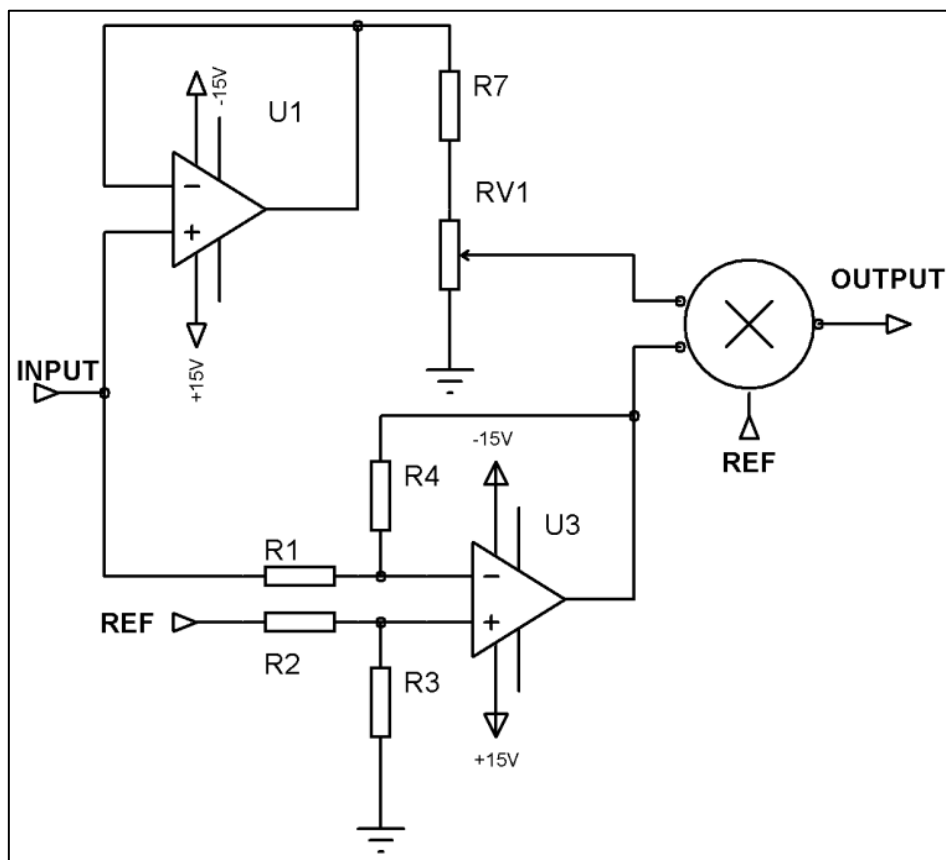 R7
-15V
U1
RV1
−
+
OUTPUT
+15V
INPUT
REF
-15V
R4
U3
R1
−
REF
+
R2
R3
+15V